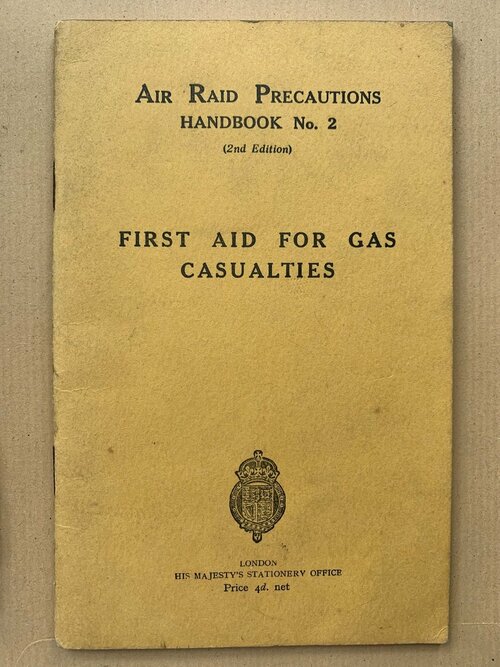 AIR RAID PRECAUTIONS
HANDBOOK No. 2
(2nd Edition)
FIRST AID FOR GAS
CASUALTIES
LONDON
HIS MAJESTY'S STATIONERY OFFICE
Price 4d. net